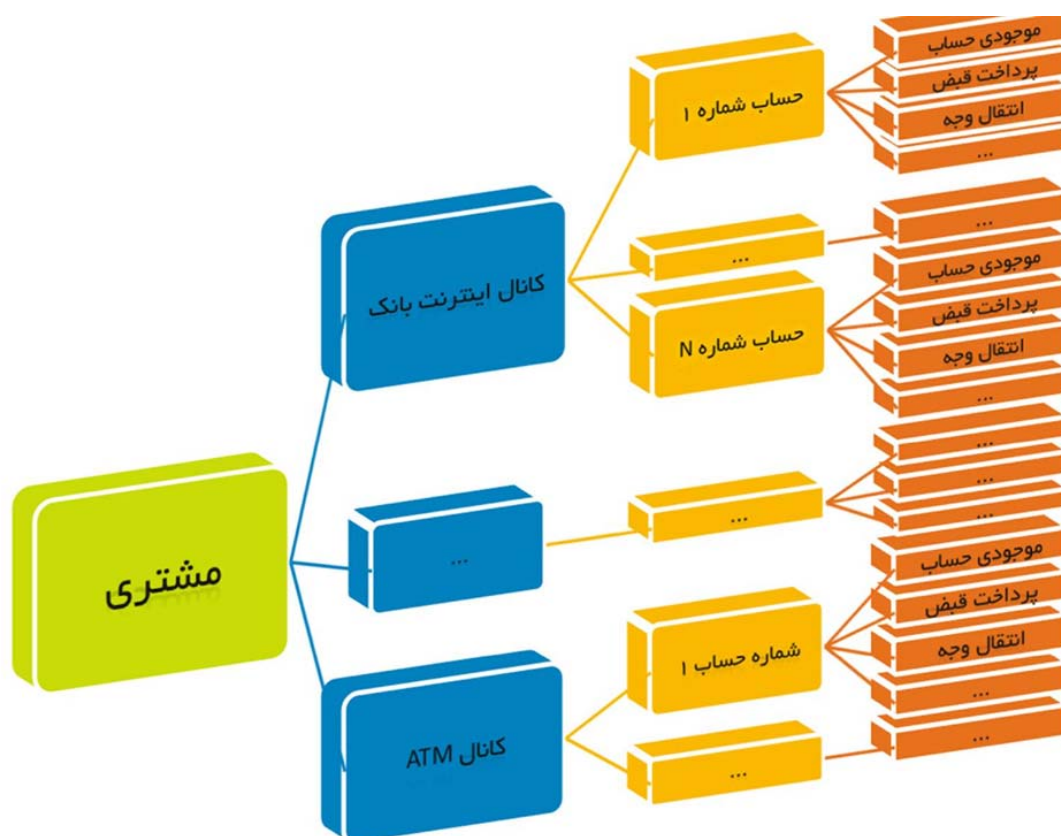 موجودی حساب
پرداخت قبض
انتقال وجه
...
حساب شماره ۱
...
...
کانال اینترنت بانک
موجودی حساب
پرداخت قبض
انتقال وجه
...
حساب شماره N
...
...
...
...
...
مشتری
موجودی حساب
پرداخت قبض
انتقال وجه
...
شماره حساب ۱
کانال ATM
...
...